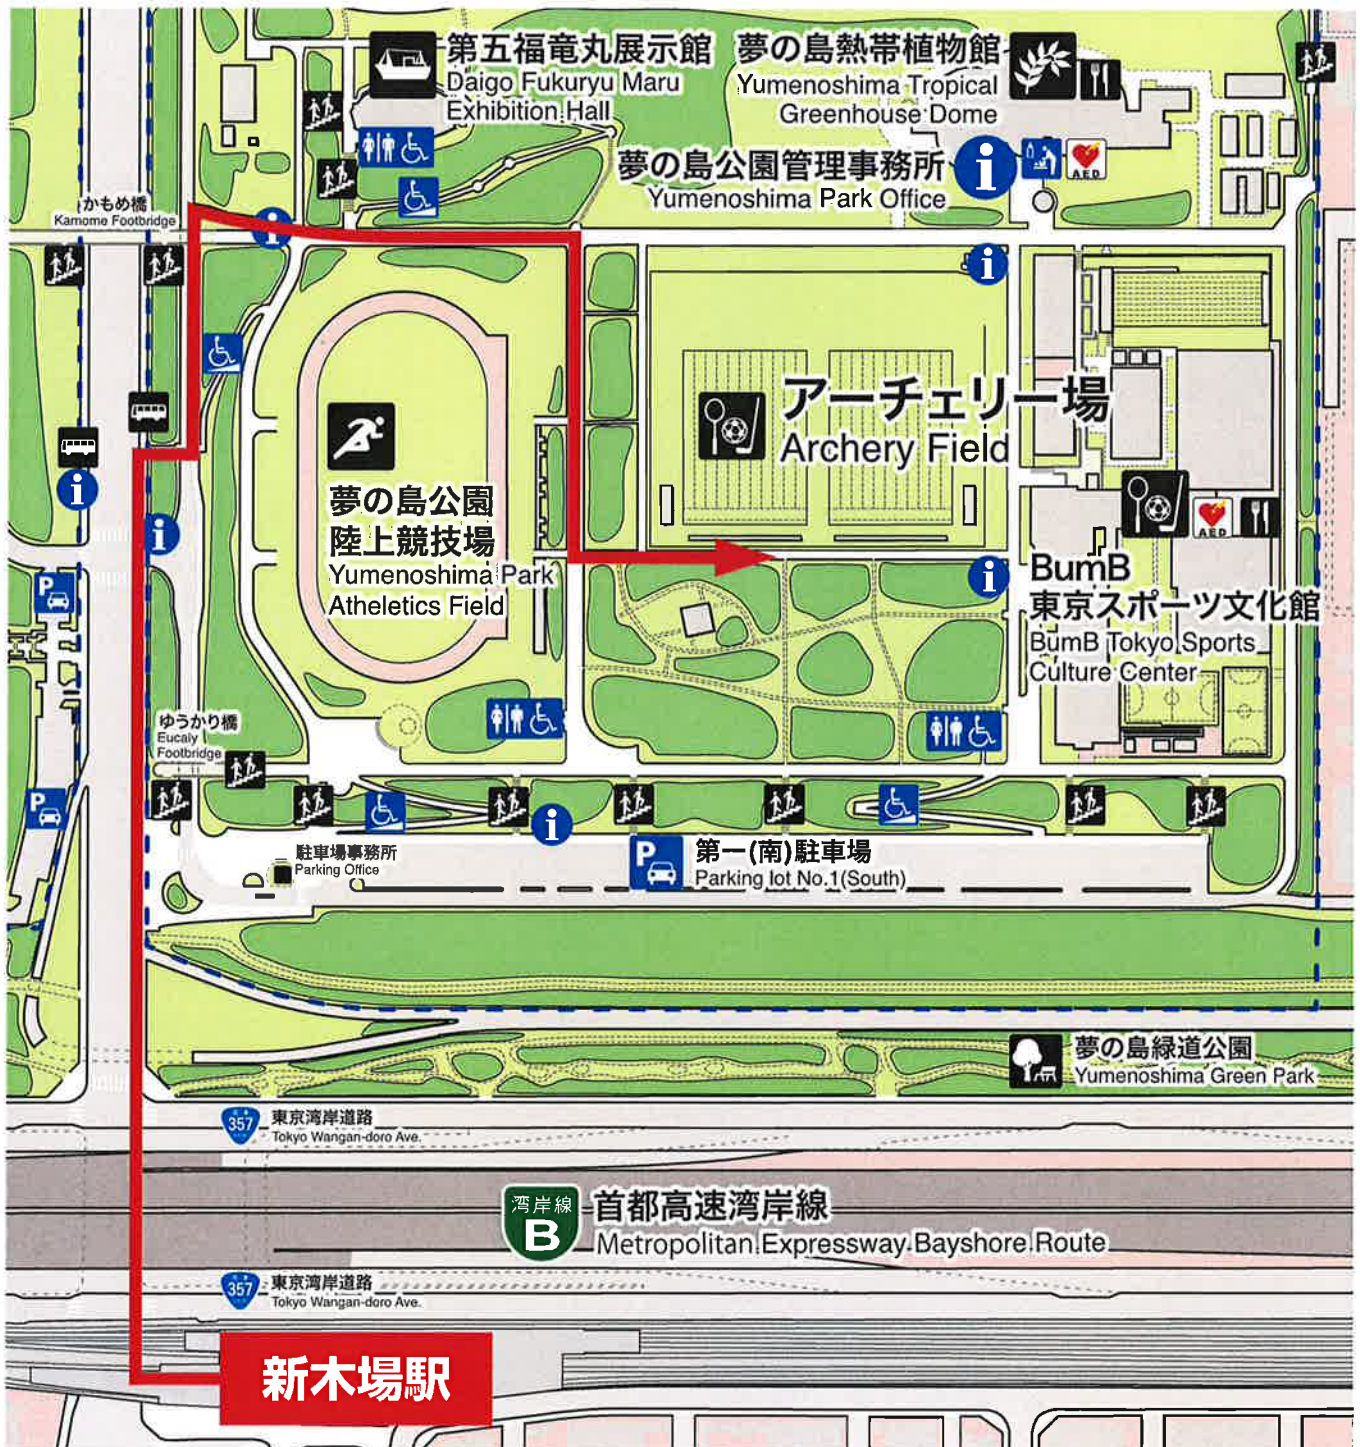 第五福竜丸展示館
Daigo Fukuryu Maru
Exhibition Hall
夢の島熱帯植物館
Yumenoshima Tropical
Greenhouse Dome
夢の島公園管理事務所
Yumenoshima Park Office
i
AED
かもめ橋
Kamome Footbridge
i
i
アーチェリー場
Archery Field
i
i
夢の島公園
陸上競技場
Yumenoshima Park
Atheletics Field
AED
i
BumB
東京スポーツ文化館
BumB Tokyo Sports
Culture Center
P
ゆうかり橋
Eucaly
Footbridge
P
i
駐車場事務所
Parking Office
P
第一(南)駐車場
Parking lot No.1(South)
夢の島緑道公園
Yumenoshima Green Park
357
東京湾岸道路
Tokyo Wangan-doro Ave.
湾岸線
B
首都高速湾岸線
Metropolitan Expressway Bayshore Route
357
東京湾岸道路
Tokyo Wangan-doro Ave.
新木場駅